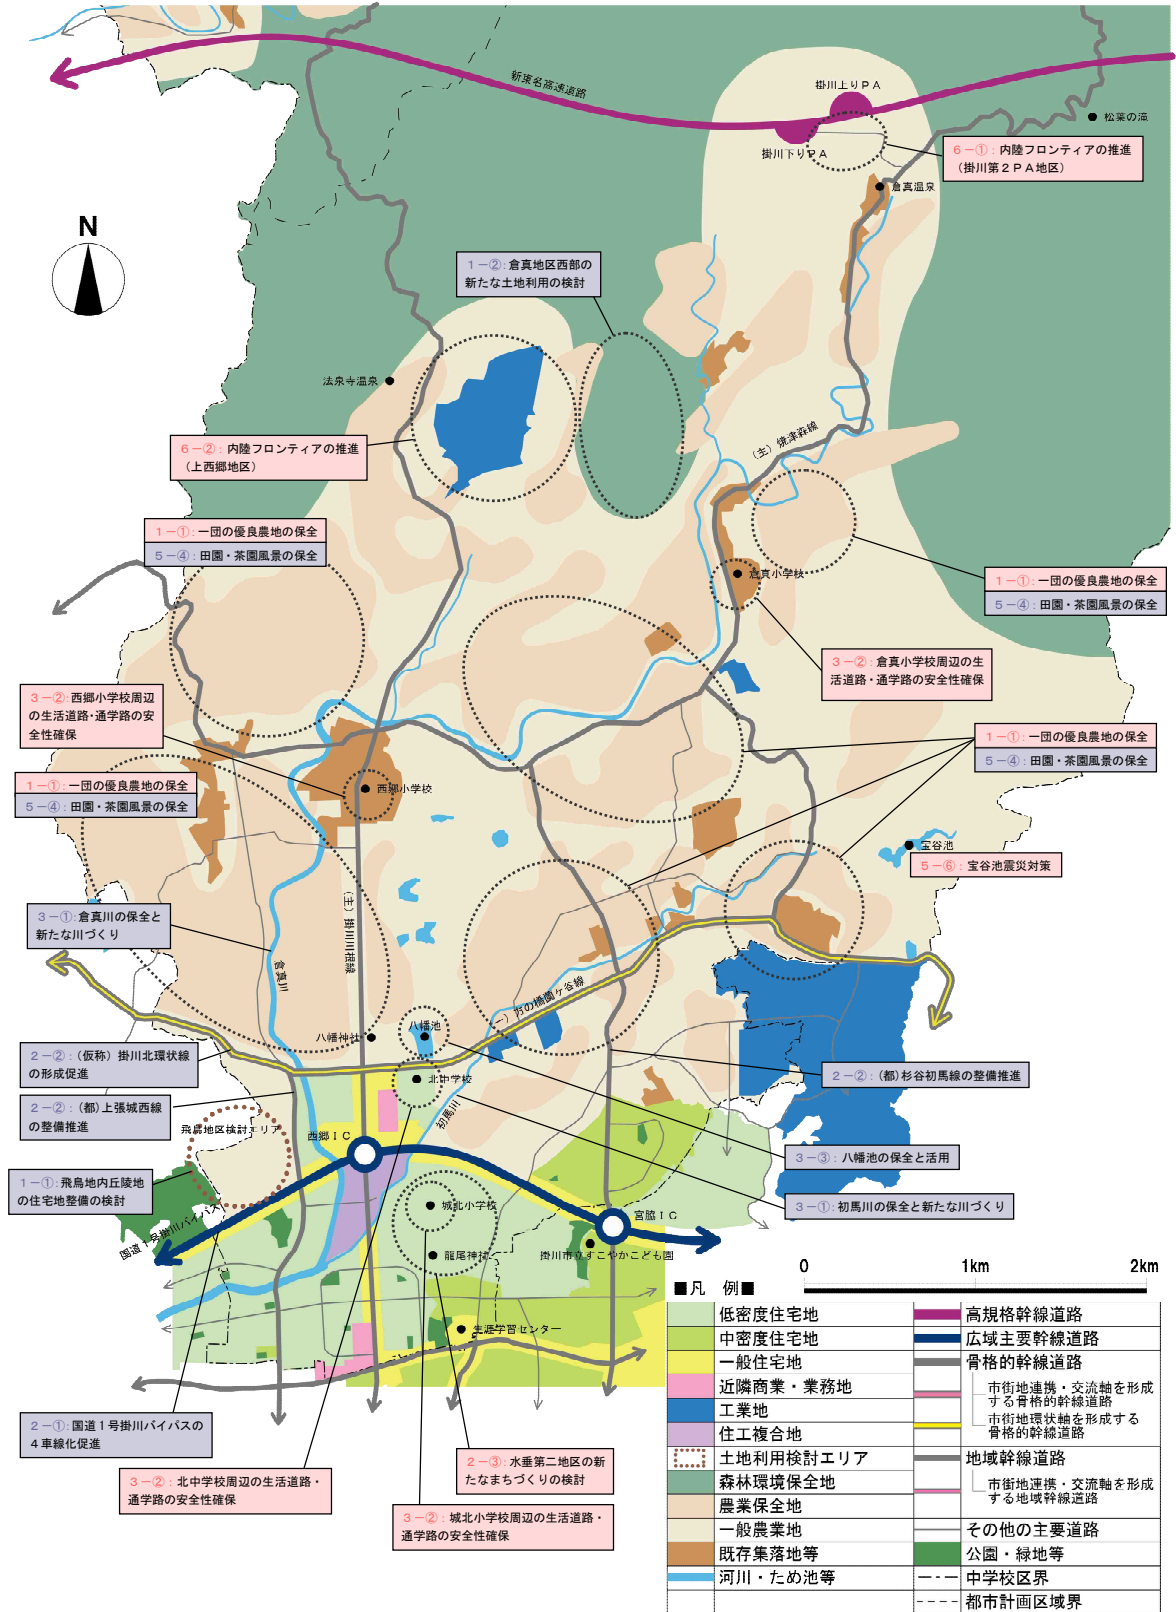 新東名高速道路
掛川上りPA
松葉の滝
掛川下りPA
6－①：内陸フロンティアの推進
（掛川第２ＰＡ地区）
倉真温泉
N
1－②：倉真地区西部の
新たな土地利用の検討
法泉寺温泉
（主）焼津森線
6－②：内陸フロンティアの推進
（上西郷地区）
1－①：一団の優良農地の保全
5－④：田園・茶園風景の保全
倉真小学校
1－①：一団の優良農地の保全
5－④：田園・茶園風景の保全
3－②：倉真小学校周辺の生
活道路・通学路の安全性確保
3－②：西郷小学校周辺
の生活道路・通学路の安
全性確保
1－①：一団の優良農地の保全
5－④：田園・茶園風景の保全
1－①：一団の優良農地の保全
5－④：田園・茶園風景の保全
西郷小学校
宝谷池
5－⑥：宝谷池震災対策
（主）掛川川根線
3－①：倉真川の保全と
新たな川づくり
倉真川
（一）方の橋薗ヶ谷線
八幡神社
八幡池
2－②：（仮称）掛川北環状線
の形成促進
2－②：（都）杉谷初馬線の整備推進
北中学校
2－②：（都）上張城西線
の整備推進
初馬川
飛鳥地区検討エリア
西郷ＩＣ
3－③：八幡池の保全と活用
1－①：飛鳥地内丘陵地
の住宅地整備の検討
3－①：初馬川の保全と新たな川づくり
城北小学校
宮脇ＩＣ
国道１号掛川バイパス
龍尾神社
掛川市立すこやかこども園
生涯学習センター
2－①：国道１号掛川バイパスの
４車線化促進
3－②：北中学校周辺の生活道路・
通学路の安全性確保
2－③：水垂第二地区の新
たなまちづくりの検討
3－②：城北小学校周辺の生活道路・
通学路の安全性確保
0 1km 2km
■凡 例■
低密度住宅地
中密度住宅地
一般住宅地
近隣商業・業務地
工業地
住工複合地
土地利用検討エリア
森林環境保全地
農業保全地
一般農業地
既存集落地等
河川・ため池等
高規格幹線道路
広域主要幹線道路
骨格的幹線道路
市街地連携・交流軸を形成
する骨格的幹線道路
市街地環状軸を形成する
骨格的幹線道路
地域幹線道路
市街地連携・交流軸を形成
する地域幹線道路
その他の主要道路
公園・緑地等
中学校区界
都市計画区域界